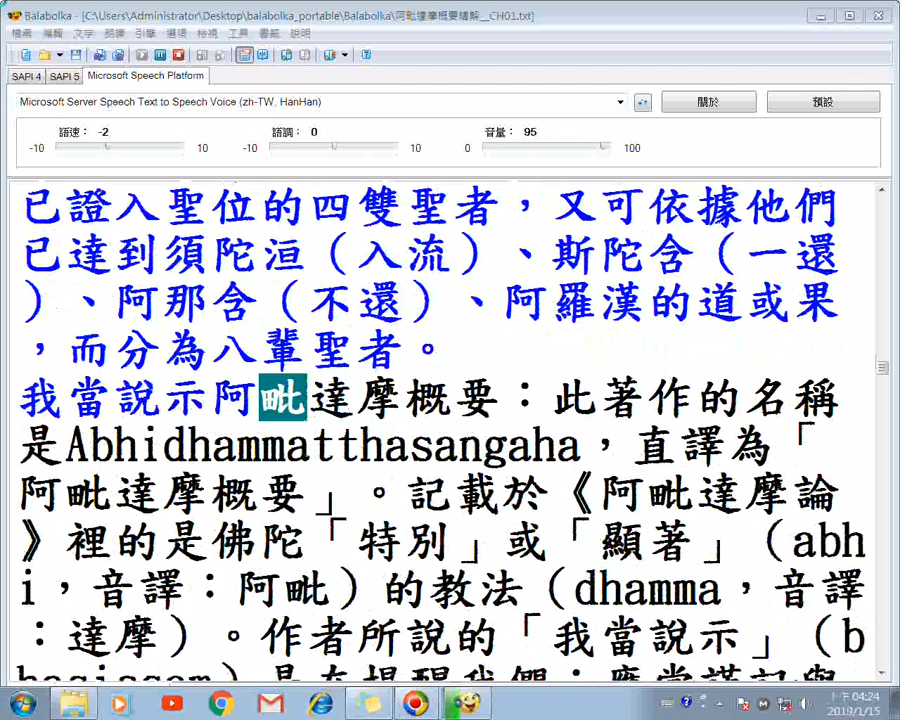 Balabolka - [C:\Users\Administrator\Desktop\balabolka_portable\Balabolka\阿毗達摩概要精解__CH01.txt]
檔案 編輯 文字 朗讀 引擎 選項 檢視 工具 書籤 說明
SAPI 4 SAPI 5 Microsoft Speech Platform
Microsoft Server Speech Text to Speech Voice (zh-TW, HanHan) 關於 預設
語速： -2 語調： 0 音量： 95
-10 10 -10 10 0 100
已證入聖位的四雙聖者，又可依據他們
已達到須陀洹（入流）、斯陀含（一還
）、阿那含（不還）、阿羅漢的道或果
，而分為八輩聖者。
我當說示阿毗達摩概要：此著作的名稱
是Abhidhammatthasangaha，直譯為「
阿毗達摩概要」。記載於《阿毗達摩論
》裡的是佛陀「特別」或「顯著」（abh
i，音譯：阿毗）的教法（dhamma，音譯
：達摩）。作者所說的「我當說示」（b
下午 04:24
2019/1/15